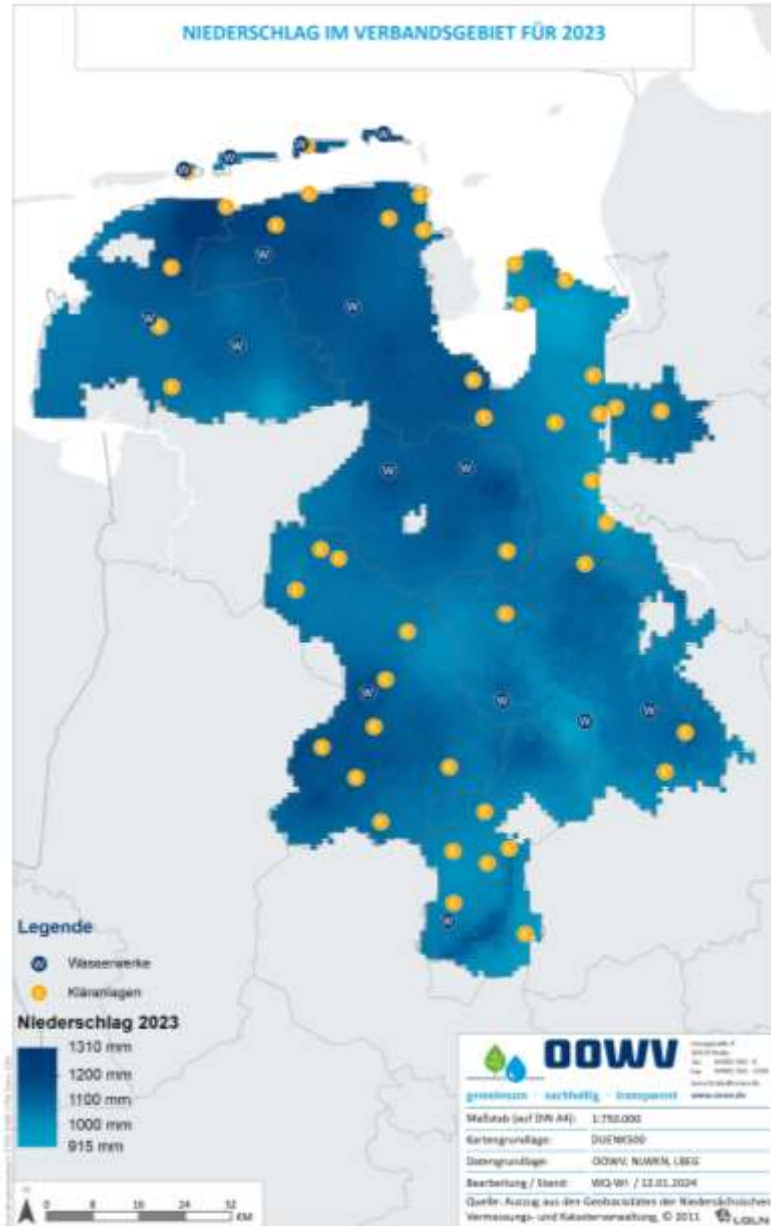 NIEDERSCHLAG IM VERBANDSGEBIET FÜR 2023
Legende
W Wasserwerke
Kläranlagen
Niederschlag 2023
1310 mm
1200 mm
1100 mm
1000 mm
915 mm
0 8 16 24 32
KM
OOWV
gemeinsam · nachhaltig · transparent
www.oowv.de
Maßstab (auf DIN A4): 1:750.000
Kartengrundlage: DUENK500
Datengrundlage: OOWV, NLWKN, LBEG
Bearbeitung / Stand: WQ-WI / 12.01.2024
Quelle: Auszug aus den Geobasisdaten der Niedersächsischen
Vermessungs- und Katasterverwaltung, © 2011 LGLN